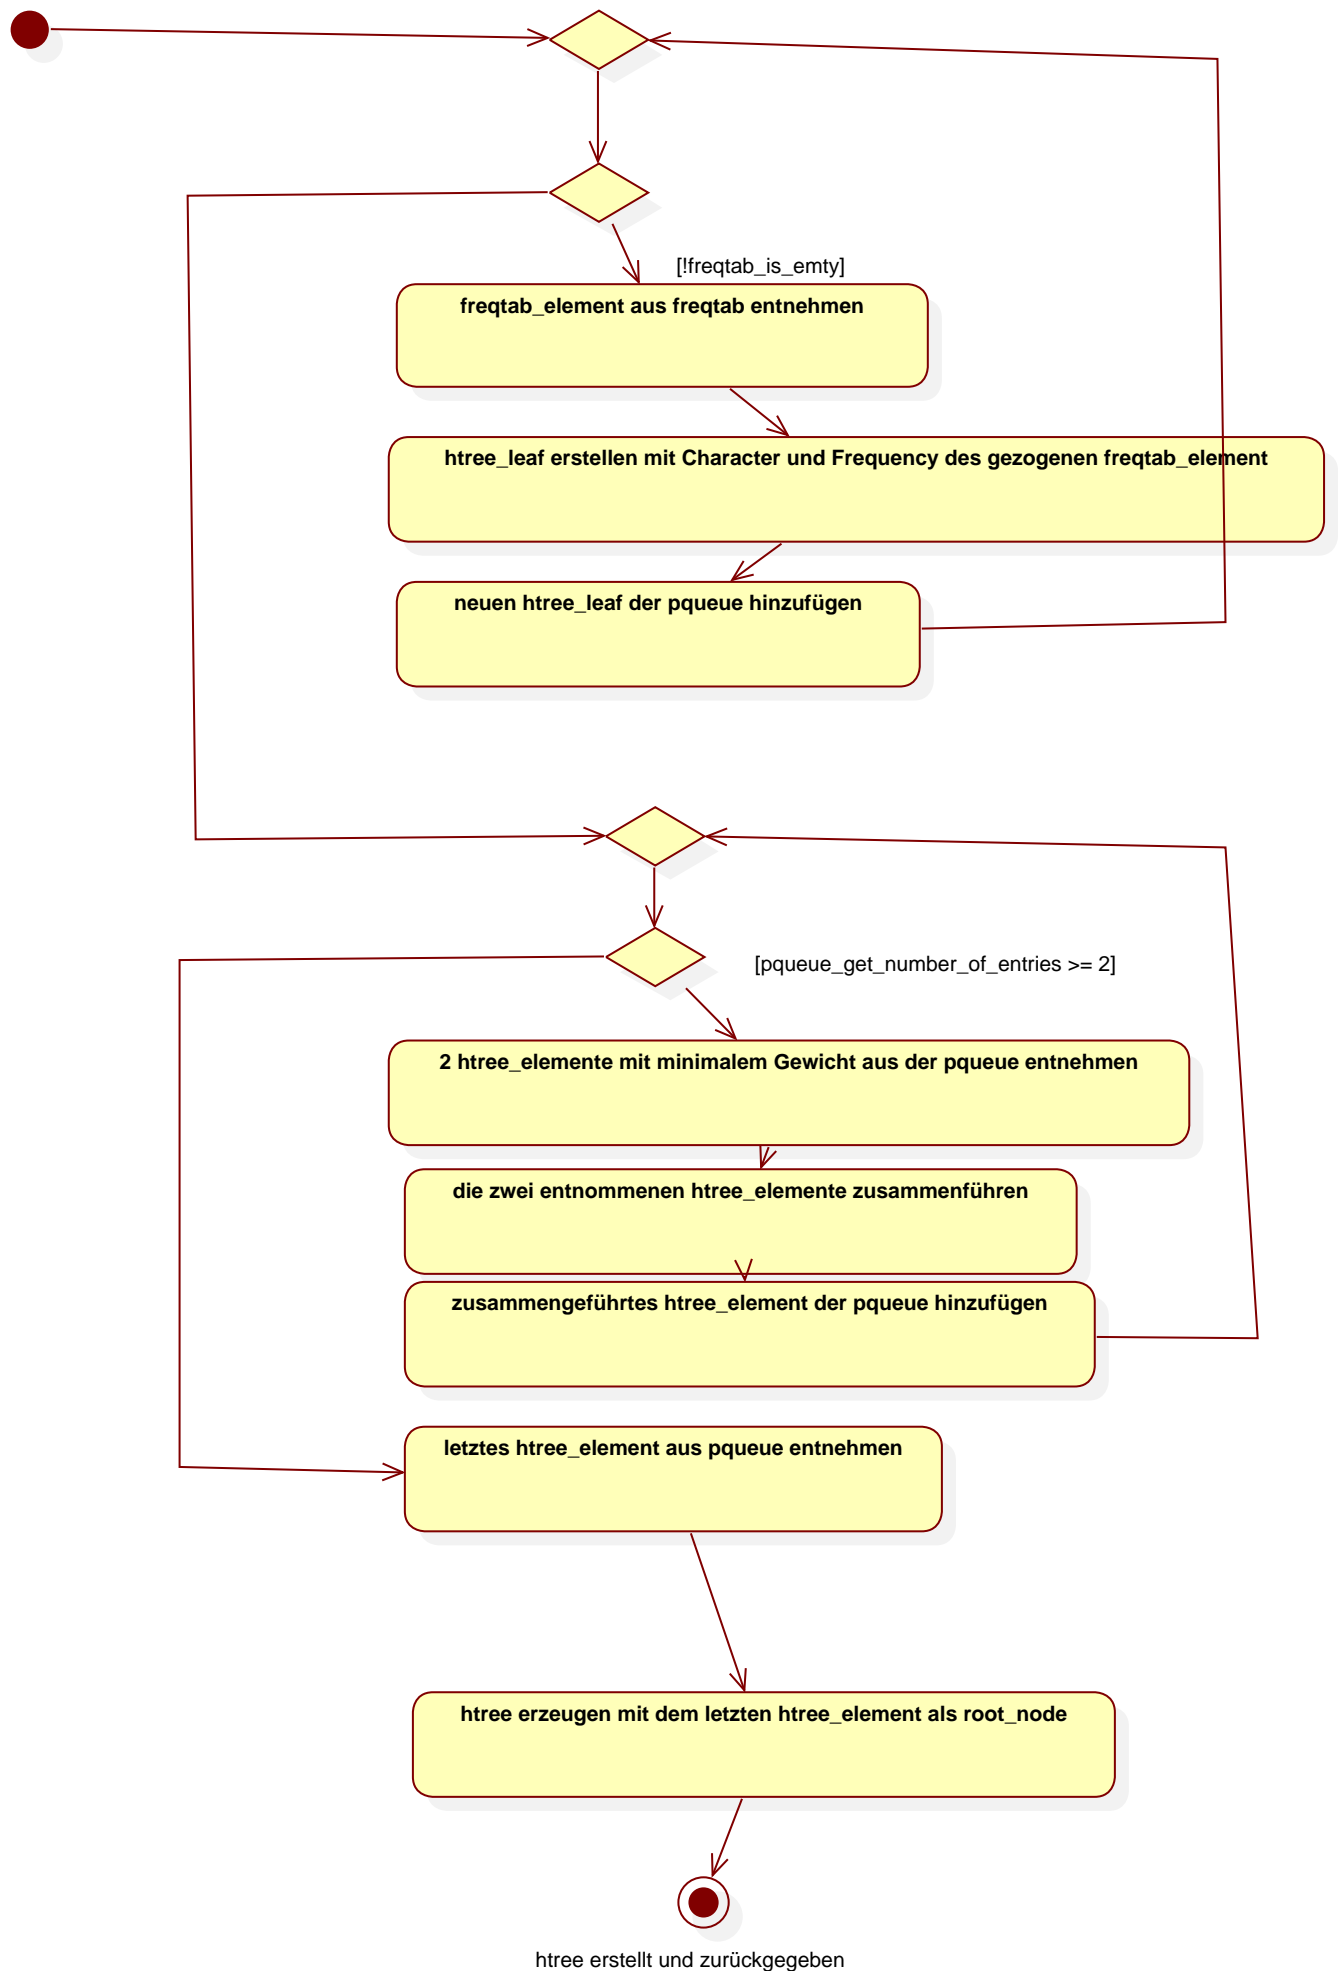 [!freqtab_is_emty]
freqtab_element aus freqtab entnehmen
htree_leaf erstellen mit Character und Frequency des gezogenen freqtab_element
neuen htree_leaf der pqueue hinzufügen
[pqueue_get_number_of_entries >= 2]
2 htree_elemente mit minimalem Gewicht aus der pqueue entnehmen
die zwei entnommenen htree_elemente zusammenführen
zusammengeführtes htree_element der pqueue hinzufügen
letztes htree_element aus pqueue entnehmen
htree erzeugen mit dem letzten htree_element als root_node
htree erstellt und zurückgegeben